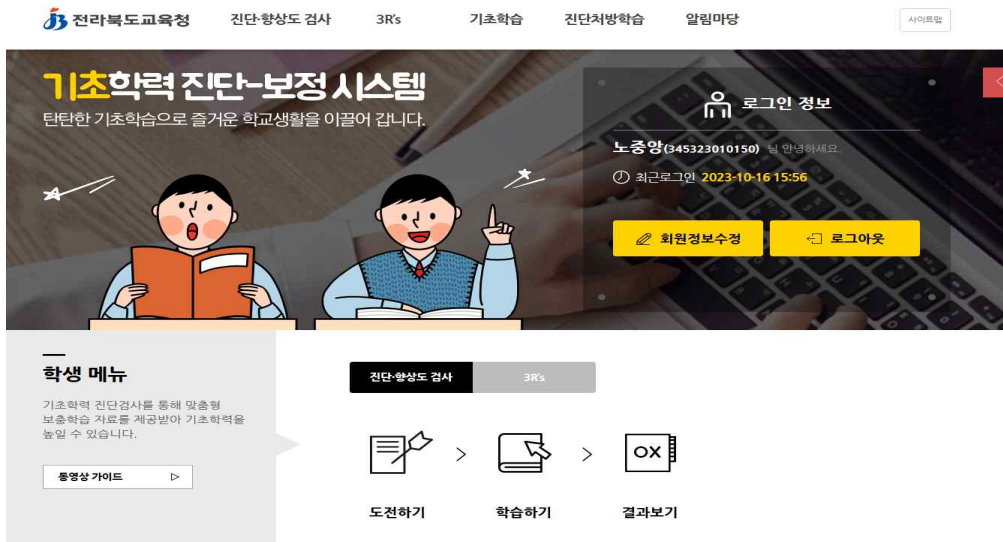 전라북도교육청
진단·향상도 검사
3R's
기초학습
진단처방학습
알림마당
사이트맵
기초학력 진단-보정 시스템
탄탄한 기초학습으로 즐거운 학교생활을 이끌어 갑니다.
로그인 정보
노중앙(345323010150) 님 안녕하세요.
최근로그인 2023-10-16 15:56
회원정보수정
로그아웃
학생 메뉴
기초학력 진단검사를 통해 맞춤형
보충학습 자료를 제공받아 기초학력을
높일 수 있습니다.
동영상 가이드
진단·향상도 검사
3R's
OX
도전하기
학습하기
결과보기